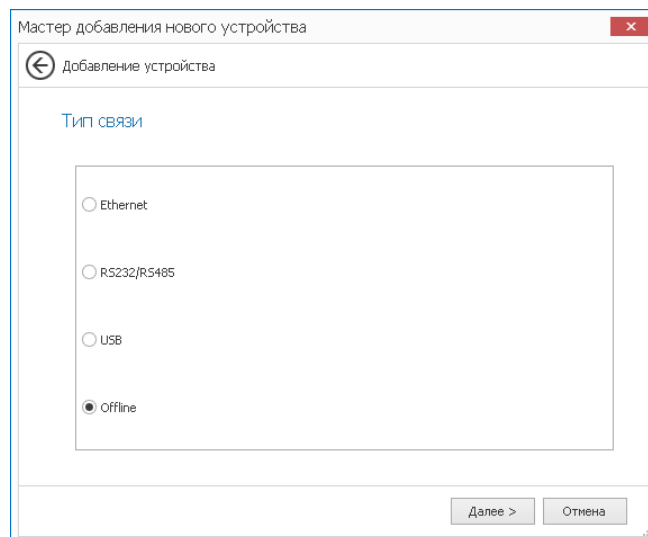 Мастер добавления нового устройства
Добавление устройства
Тип связи
Ethernet
RS232/RS485
USB
Offline
Далее >
Отмена